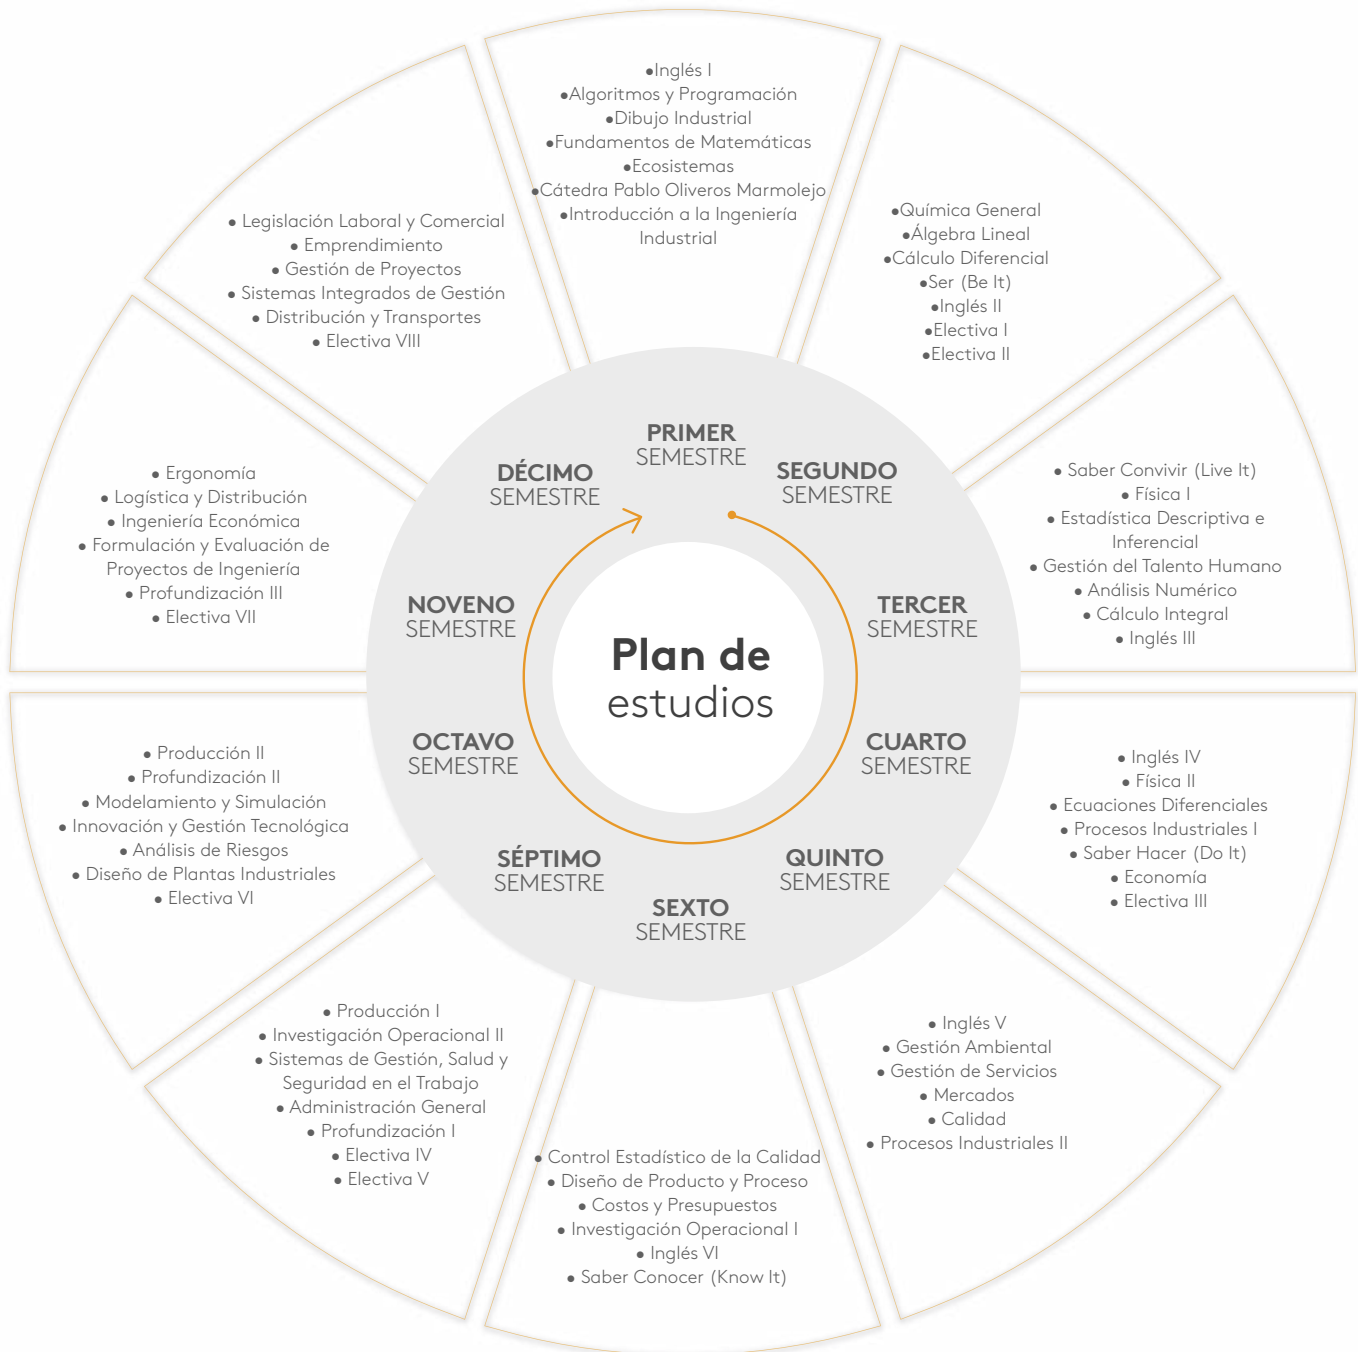 Plan de
estudios
PRIMER
SEMESTRE
•Inglés I
•Algoritmos y Programación
•Dibujo Industrial
•Fundamentos de Matemáticas
•Ecosistemas
•Cátedra Pablo Oliveros Marmolejo
•Introducción a la Ingeniería
Industrial
SEGUNDO
SEMESTRE
•Química General
•Álgebra Lineal
•Cálculo Diferencial
•Ser (Be It)
•Inglés II
•Electiva I
•Electiva II
TERCER
SEMESTRE
• Saber Convivir (Live It)
• Física I
• Estadística Descriptiva e
Inferencial
• Gestión del Talento Humano
• Análisis Numérico
• Cálculo Integral
• Inglés III
CUARTO
SEMESTRE
• Inglés IV
• Física II
• Ecuaciones Diferenciales
• Procesos Industriales I
• Saber Hacer (Do It)
• Economía
• Electiva III
QUINTO
SEMESTRE
• Inglés V
• Gestión Ambiental
• Gestión de Servicios
• Mercados
• Calidad
• Procesos Industriales II
SEXTO
SEMESTRE
• Control Estadístico de la Calidad
• Diseño de Producto y Proceso
• Costos y Presupuestos
• Investigación Operacional I
• Inglés VI
• Saber Conocer (Know It)
SÉPTIMO
SEMESTRE
• Producción I
• Investigación Operacional II
• Sistemas de Gestión, Salud y
Seguridad en el Trabajo
• Administración General
• Profundización I
• Electiva IV
• Electiva V
OCTAVO
SEMESTRE
• Producción II
• Profundización II
• Modelamiento y Simulación
• Innovación y Gestión Tecnológica
• Análisis de Riesgos
• Diseño de Plantas Industriales
• Electiva VI
NOVENO
SEMESTRE
• Ergonomía
• Logística y Distribución
• Ingeniería Económica
• Formulación y Evaluación de
Proyectos de Ingeniería
• Profundización III
• Electiva VII
DÉCIMO
SEMESTRE
• Legislación Laboral y Comercial
• Emprendimiento
• Gestión de Proyectos
• Sistemas Integrados de Gestión
• Distribución y Transportes
• Electiva VIII